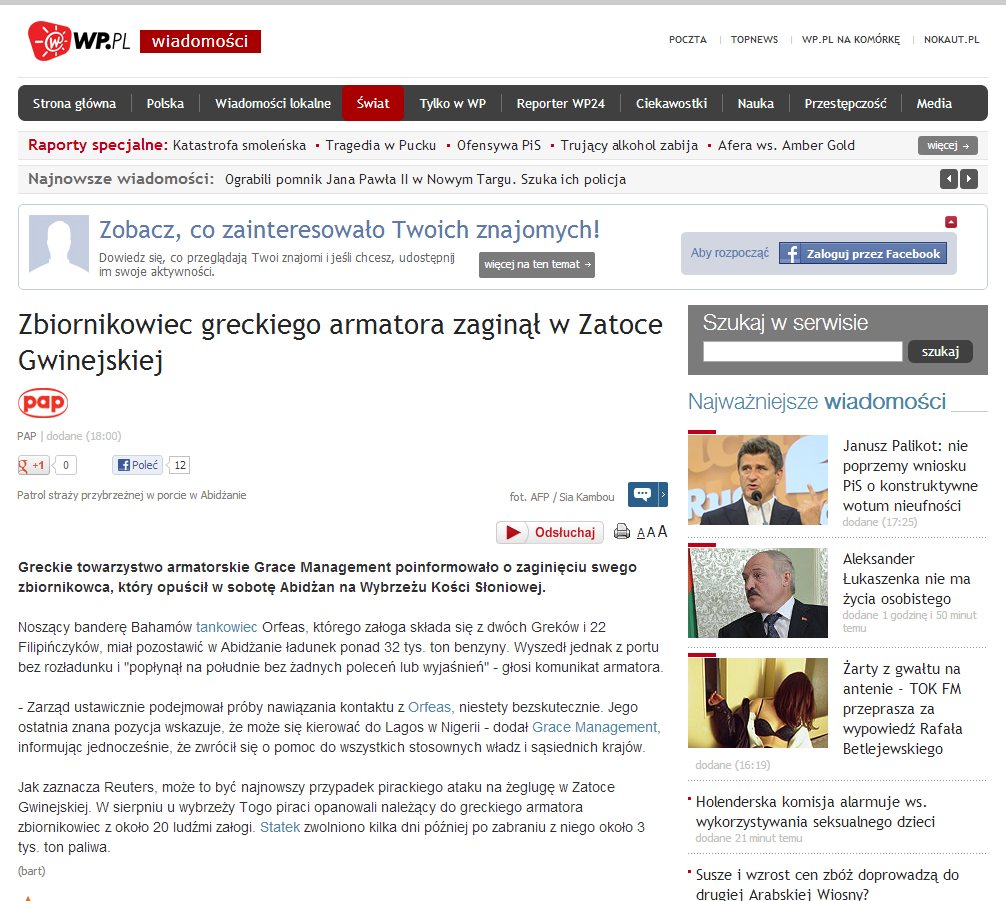 WP.PL wiadomości
POCZTA TOPNEWS WP.PL NA KOMÓRKĘ NOKAUT.PL
Strona główna Polska Wiadomości lokalne Świat Tylko w WP Reporter WP24 Ciekawostki Nauka Przestępczość Media
Raporty specjalne: Katastrofa smoleńska • Tragedia w Pucku • Ofensywa PiS • Trujący alkohol zabija • Afera ws. Amber Gold więcej →
Najnowsze wiadomości: Ograbili pomnik Jana Pawła II w Nowym Targu. Szuka ich policja
Zobacz, co zainteresowało Twoich znajomych!
Dowiedz się, co przeglądają Twoi znajomi i jeśli chcesz, udostępnij
im swoje aktywności.
więcej na ten temat →
Aby rozpocząć
f Zaloguj przez Facebook
Zbiornikowiec greckiego armatora zaginął w Zatoce
Gwinejskiej
pap
PAP | dodane (18:00)
g +1 0 f Poleć 12
Patrol straży przybrzeżnej w porcie w Abidżanie
fot. AFP / Sia Kambou
Odsłuchaj A A A
Greckie towarzystwo armatorskie Grace Management poinformowało o zaginięciu swego
zbiornikowca, który opuścił w sobotę Abidżan na Wybrzeżu Kości Słoniowej.
Noszący banderę Bahamów tankowiec Orfeas, którego załoga składa się z dwóch Greków i 22
Filipińczyków, miał pozostawić w Abidżanie ładunek ponad 32 tys. ton benzyny. Wyszedł jednak z portu
bez rozładunku i "popłynął na południe bez żadnych poleceń lub wyjaśnień" - głosi komunikat armatora.
- Zarząd ustawicznie podejmował próby nawiązania kontaktu z Orfeas, niestety bezskutecznie. Jego
ostatnia znana pozycja wskazuje, że może się kierować do Lagos w Nigerii - dodał Grace Management,
informując jednocześnie, że zwrócił się o pomoc do wszystkich stosownych władz i sąsiednich krajów.
Jak zaznacza Reuters, może to być najnowszy przypadek pirackiego ataku na żeglugę w Zatoce
Gwinejskiej. W sierpniu u wybrzeży Togo piraci opanowali należący do greckiego armatora
zbiornikowiec z około 20 ludźmi załogi. Statek zwolniono kilka dni później po zabraniu z niego około 3
tys. ton paliwa.
(bart)
Szukaj w serwisie
szukaj
Najważniejsze wiadomości
Janusz Palikot: nie
poprzemy wniosku
PiS o konstruktywne
wotum nieufności
dodane (17:25)
Aleksander
Łukaszenka nie ma
życia osobistego
dodane 1 godzinę i 50 minut
temu
Żarty z gwałtu na
antenie - TOK FM
przeprasza za
wypowiedź Rafała
Betlejewskiego
dodane (16:19)
Holenderska komisja alarmuje ws.
wykorzystywania seksualnego dzieci
dodane 21 minut temu
Susze i wzrost cen zbóż doprowadzą do
drugiej Arabskiej Wiosny?